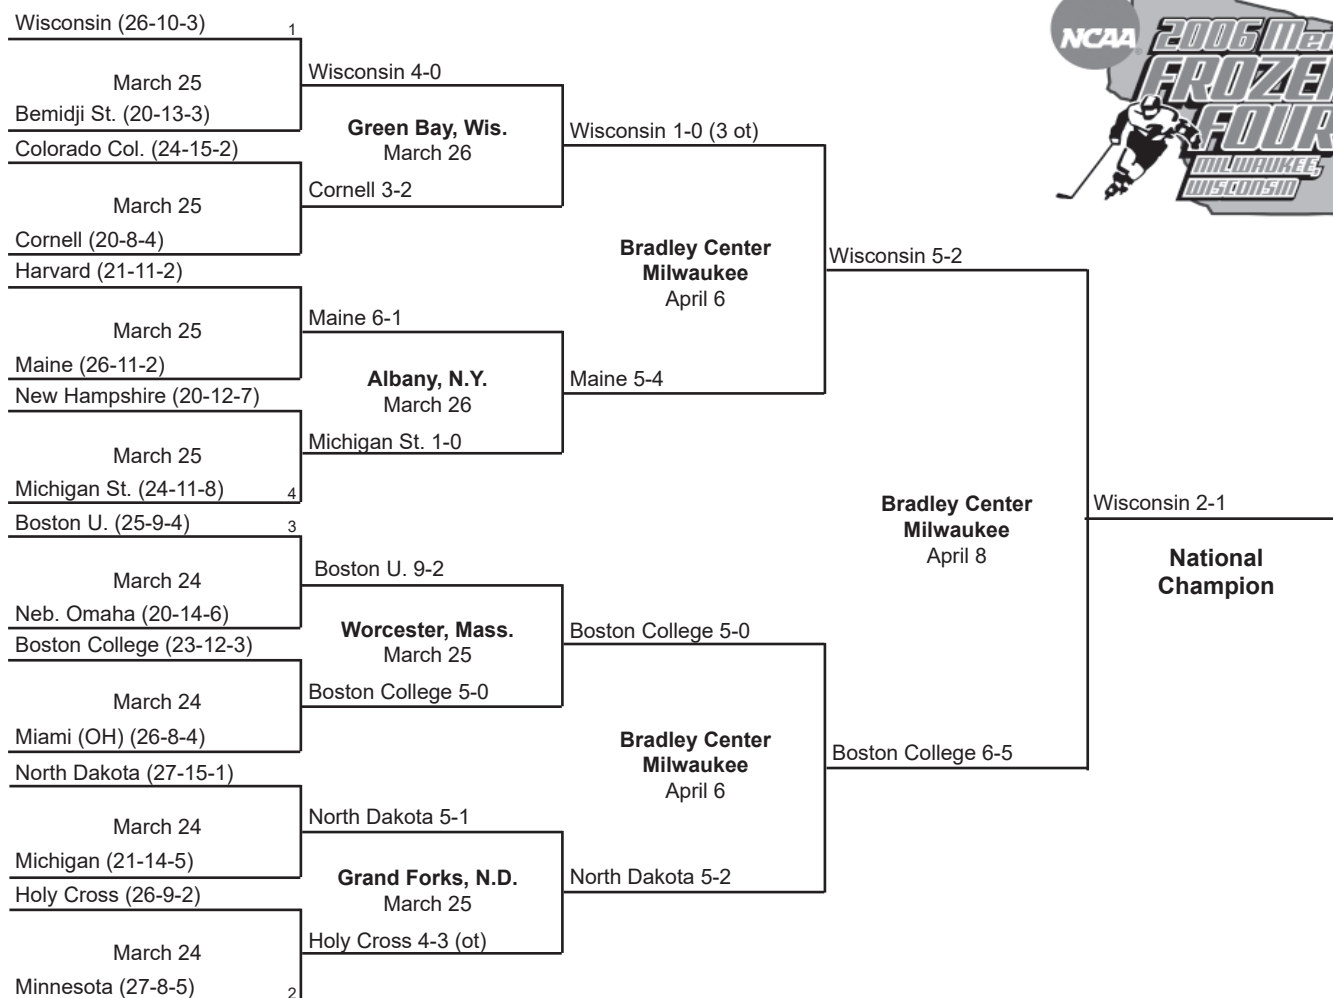 Wisconsin (26-10-3)
1
March 25
Bemidji St. (20-13-3)
Colorado Col. (24-15-2)
March 25
Cornell (20-8-4)
Harvard (21-11-2)
March 25
Maine (26-11-2)
New Hampshire (20-12-7)
March 25
Michigan St. (24-11-8)
4
Boston U. (25-9-4)
3
March 24
Neb. Omaha (20-14-6)
Boston College (23-12-3)
March 24
Miami (OH) (26-8-4)
North Dakota (27-15-1)
March 24
Michigan (21-14-5)
Holy Cross (26-9-2)
March 24
Minnesota (27-8-5)
2
Wisconsin 4-0
Green Bay, Wis.
March 26
Cornell 3-2
Maine 6-1
Albany, N.Y.
March 26
Michigan St. 1-0
Boston U. 9-2
Worcester, Mass.
March 25
Boston College 5-0
North Dakota 5-1
Grand Forks, N.D.
March 25
Holy Cross 4-3 (ot)
Wisconsin 1-0 (3 ot)
Bradley Center
Milwaukee
April 6
Maine 5-4
Boston College 5-0
Bradley Center
Milwaukee
April 6
North Dakota 5-2
Wisconsin 5-2
Bradley Center
Milwaukee
April 8
Boston College 6-5
Wisconsin 2-1
National
Champion
NCAA
2006 Me
FROZE
FOUR
MILWAUKEE,
WISCONSIN